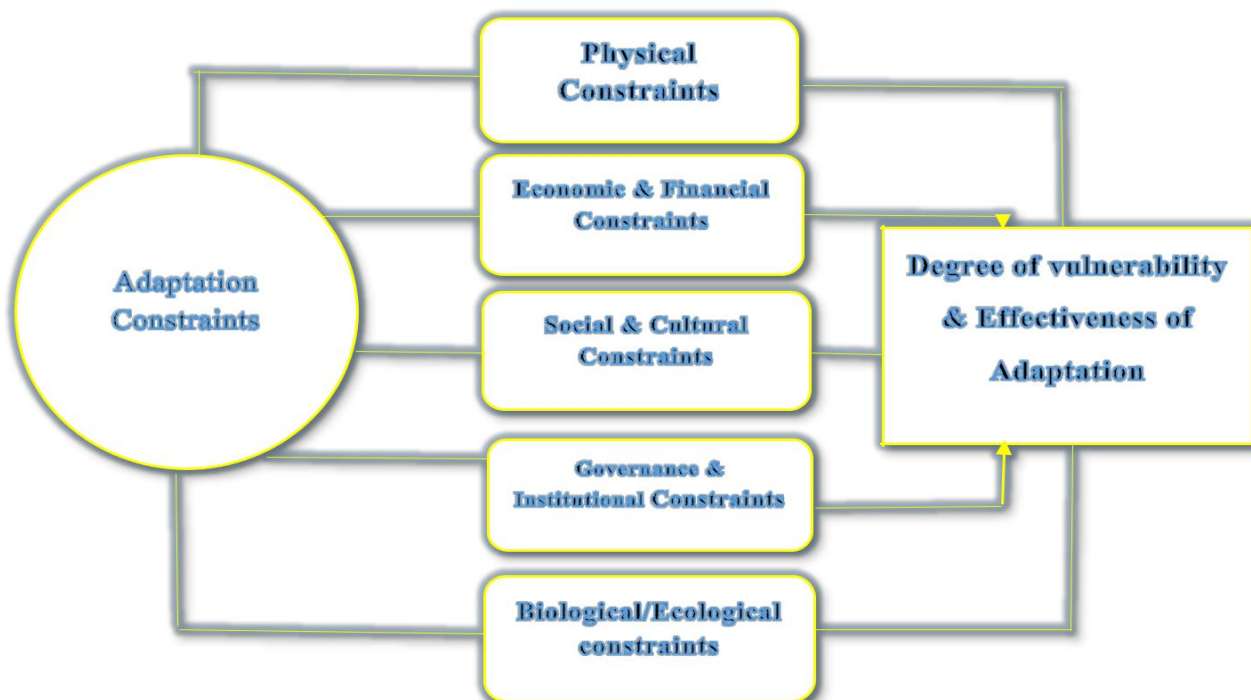 Physical
Constraints
Economic & Financial
Constraints
Adaptation
Constraints
Social & Cultural
Constraints
Degree of vulnerability
& Effectiveness of
Adaptation
Governance &
Institutional Constraints
Biological/Ecological
constraints